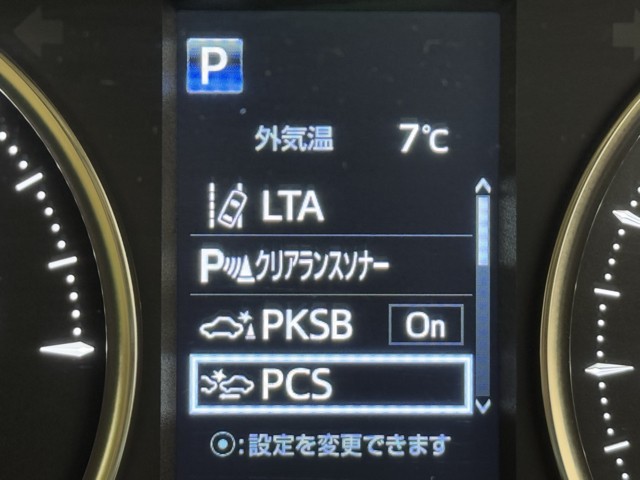 P
外気温 7℃
LTA
P クリアランスソナー
PKSB On
PCS
:設定を変更できます